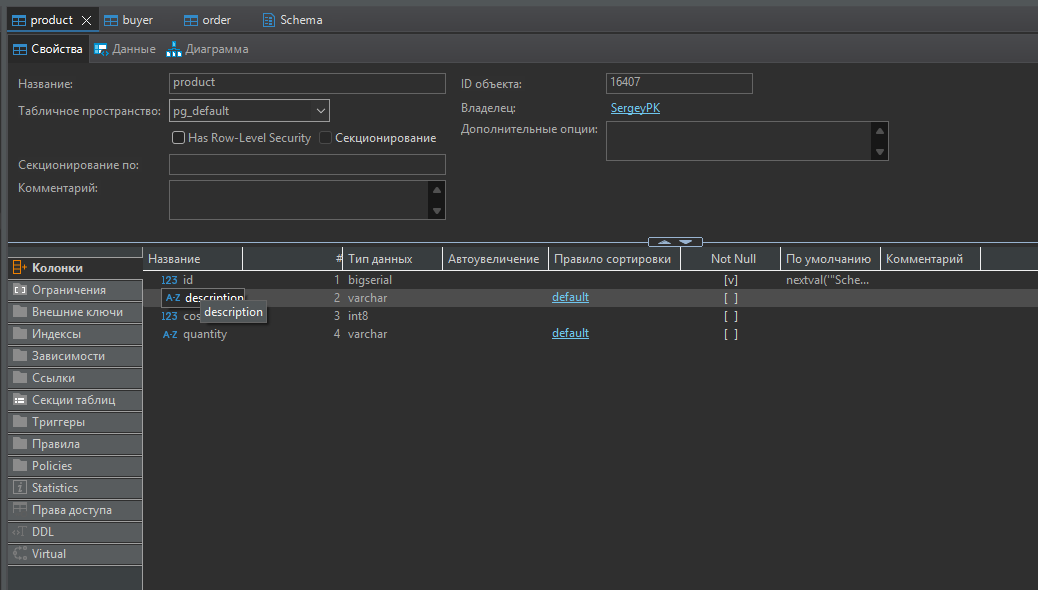 product buyer order Schema
Свойства Данные Диаграмма
Название: product ID объекта: 16407
Табличное пространство: pg_default Владелец: SergeyPK
Has Row-Level Security Секционирование Дополнительные опции:
Секционирование по:
Комментарий:
Название # Тип данных Автоувеличение Правило сортировки Not Null По умолчанию Комментарий
123 id 1 bigserial [v] nextval('"Sche...
A-Z description 2 varchar default [ ]
description
123 cos 3 int8 [ ]
A-Z quantity 4 varchar default [ ]
Колонки
Ограничения
Внешние ключи
Индексы
Зависимости
Ссылки
Секции таблиц
Триггеры
Правила
Policies
Statistics
Права доступа
DDL
Virtual